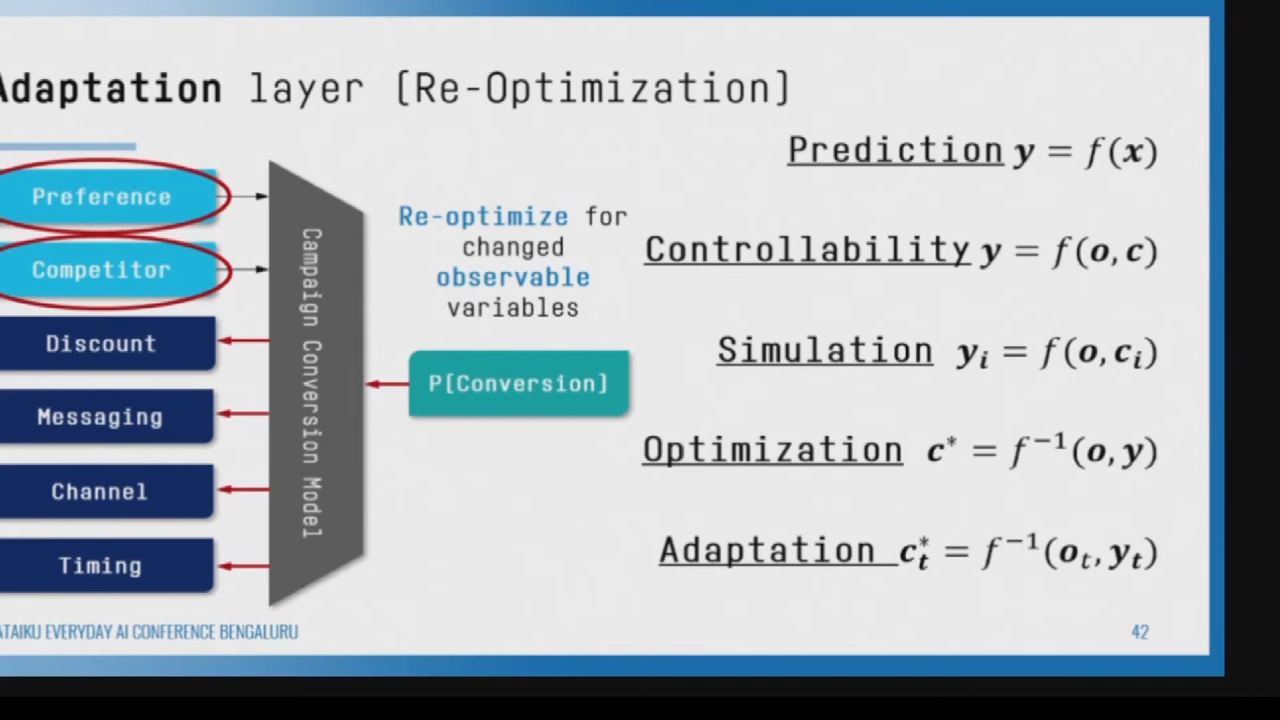 Adaptation layer [Re-Optimization]
Preference
Competitor
Discount
Messaging
Channel
Timing
Campaign Conversion Model
Re-optimize for
changed
observable
variables
P[Conversion]
Prediction y = f(x)
Controllability y = f(o, c)
Simulation yᵢ = f(o, cᵢ)
Optimization c* = f⁻¹(o, y)
Adaptation c*ₜ = f⁻¹(oₜ, yₜ)
ATAIKU EVERYDAY AI CONFERENCE BENGALURU
42